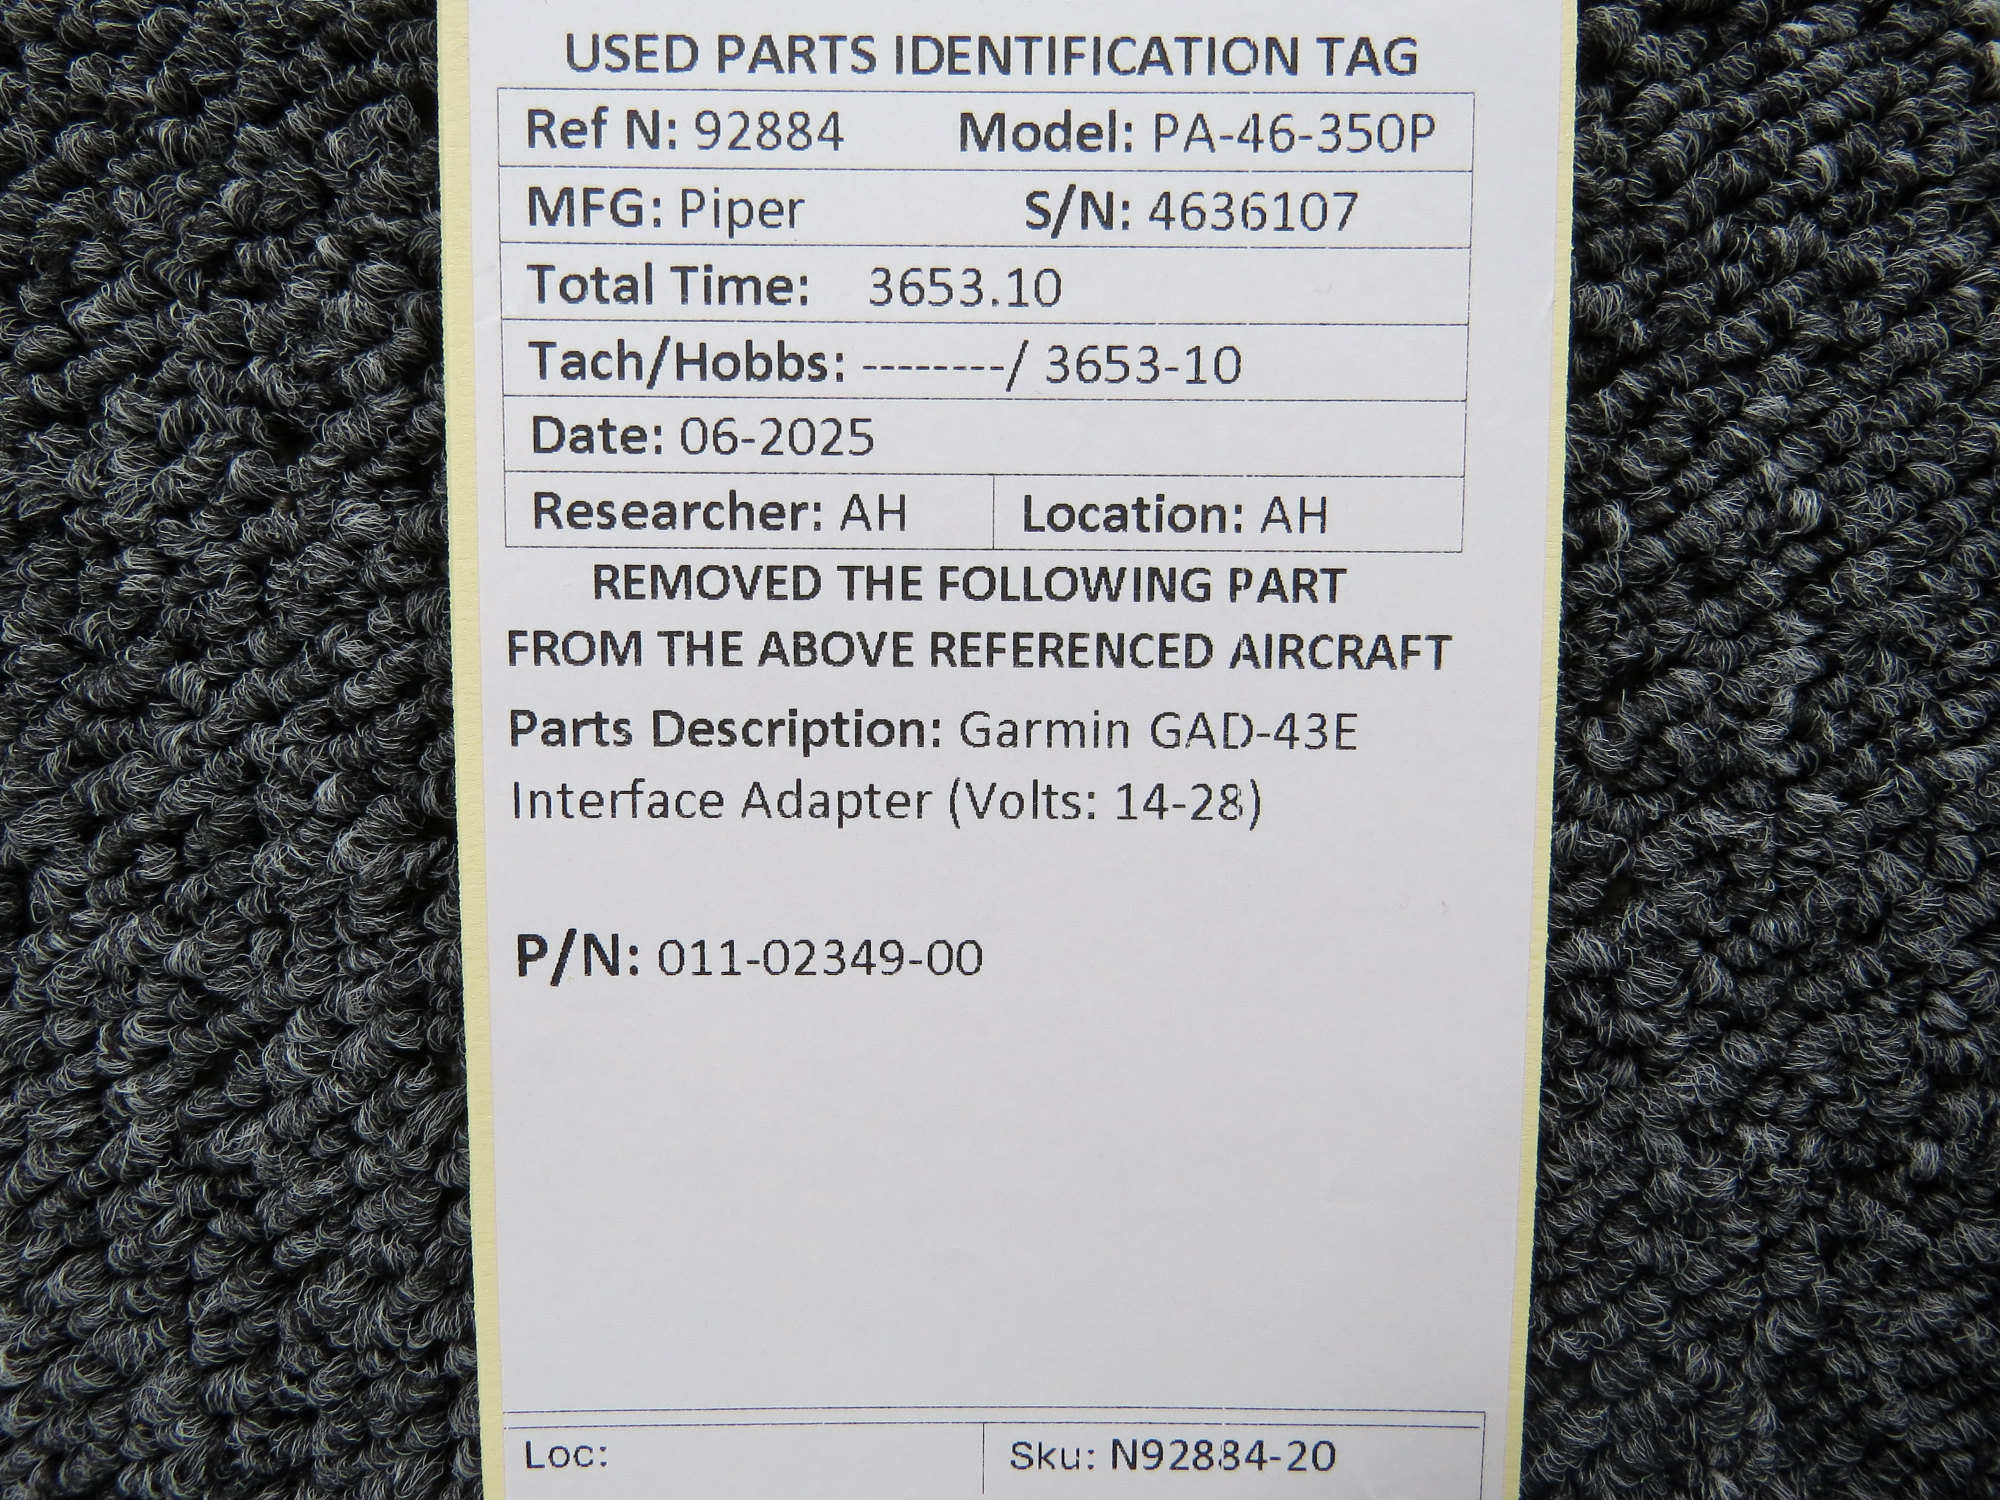 USED PARTS IDENTIFICATION TAG
Ref N: 92884 Model: PA-46-350P
MFG: Piper S/N: 4636107
Total Time: 3653.10
Tach/Hobbs: --------/ 3653-10
Date: 06-2025
Researcher: AH Location: AH
REMOVED THE FOLLOWING PART
FROM THE ABOVE REFERENCED AIRCRAFT
Parts Description: Garmin GAD-43E
Interface Adapter (Volts: 14-28)
P/N: 011-02349-00
Loc: Sku: N92884-20